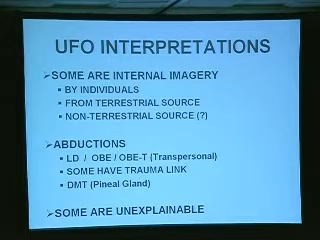 UFO INTERPRETATIONS
➢SOME ARE INTERNAL IMAGERY
▪ BY INDIVIDUALS
▪ FROM TERRESTRIAL SOURCE
▪ NON-TERRESTRIAL SOURCE (?)
➢ABDUCTIONS
▪ LD / OBE / OBE-T (Transpersonal)
▪ SOME HAVE TRAUMA LINK
▪ DMT (Pineal Gland)
➢SOME ARE UNEXPLAINABLE